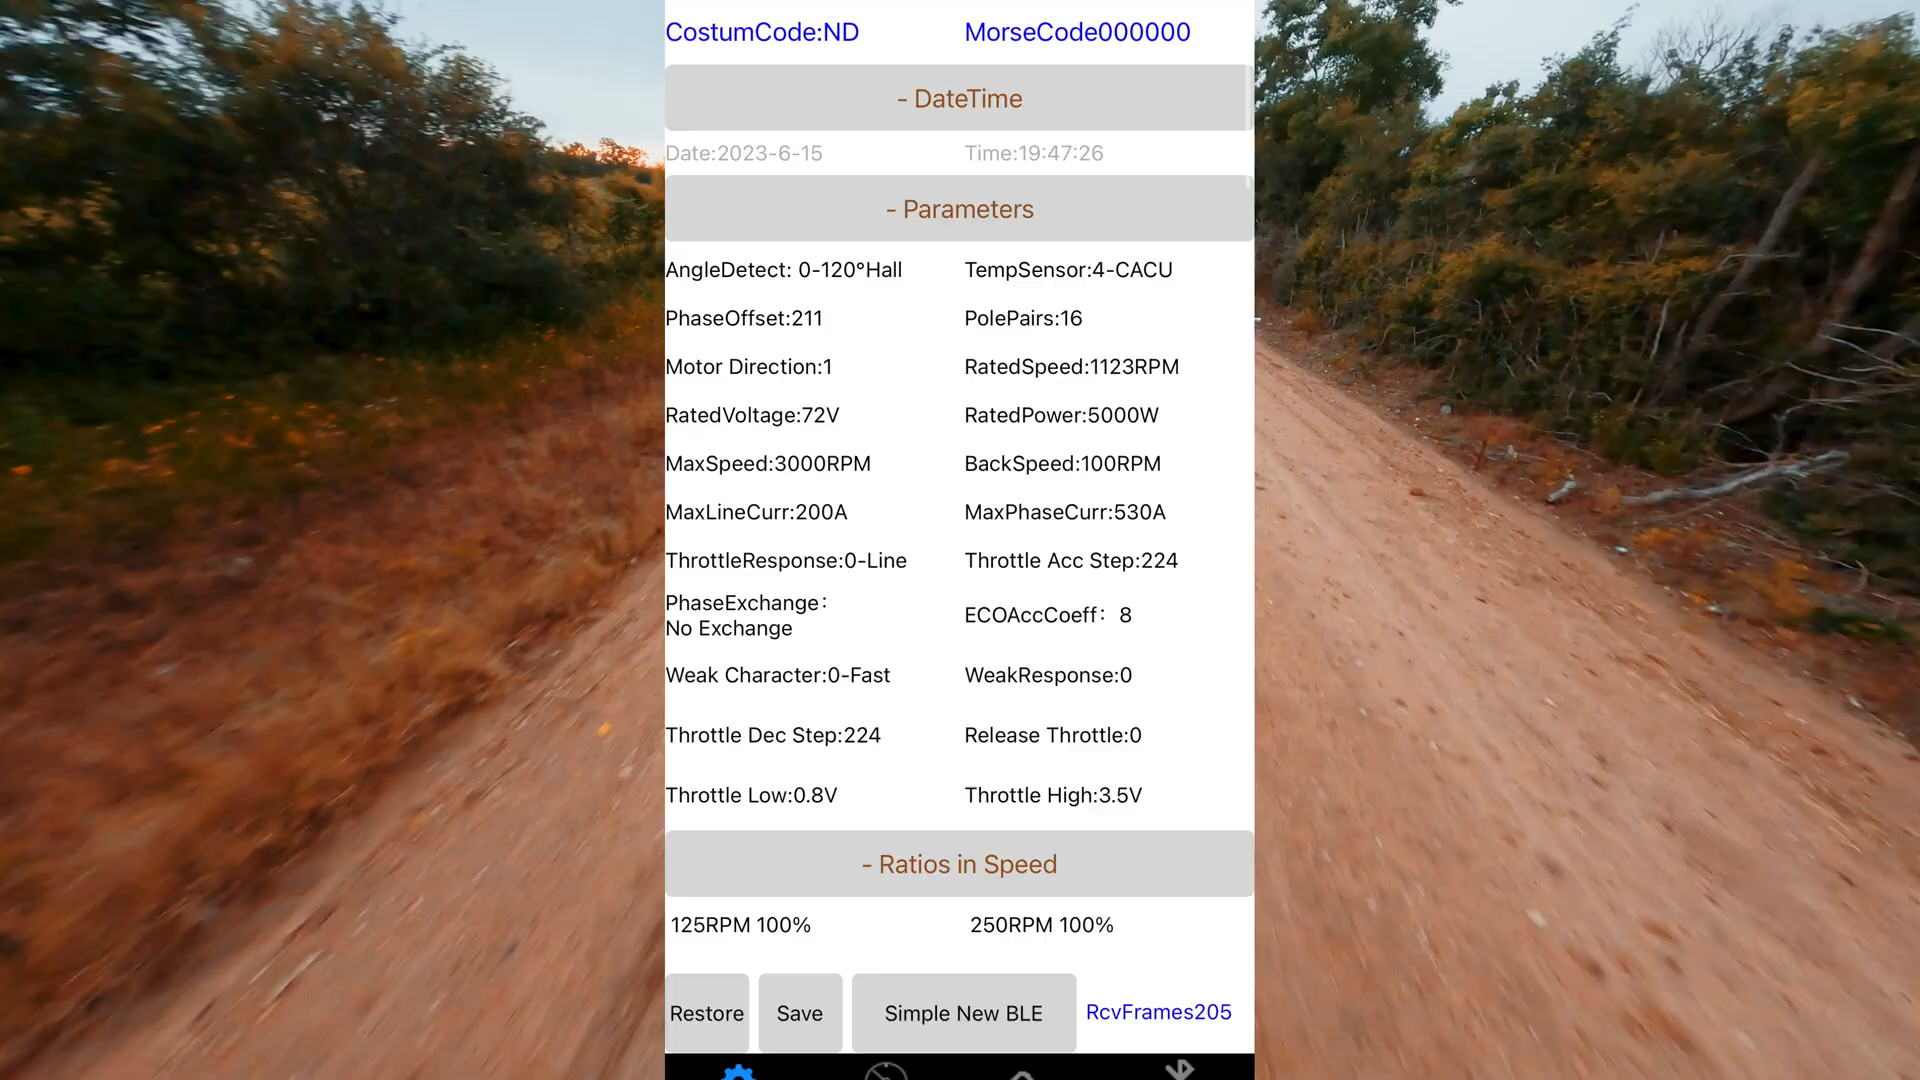 CostumCode:ND MorseCode000000
- DateTime
Date:2023-6-15 Time:19:47:26
- Parameters
AngleDetect: 0-120°Hall TempSensor:4-CACU
PhaseOffset:211 PolePairs:16
Motor Direction:1 RatedSpeed:1123RPM
RatedVoltage:72V RatedPower:5000W
MaxSpeed:3000RPM BackSpeed:100RPM
MaxLineCurr:200A MaxPhaseCurr:530A
ThrottleResponse:0-Line Throttle Acc Step:224
PhaseExchange:
No Exchange
ECOAccCoeff: 8
Weak Character:0-Fast WeakResponse:0
Throttle Dec Step:224 Release Throttle:0
Throttle Low:0.8V Throttle High:3.5V
- Ratios in Speed
125RPM 100% 250RPM 100%
Restore Save Simple New BLE RcvFrames205